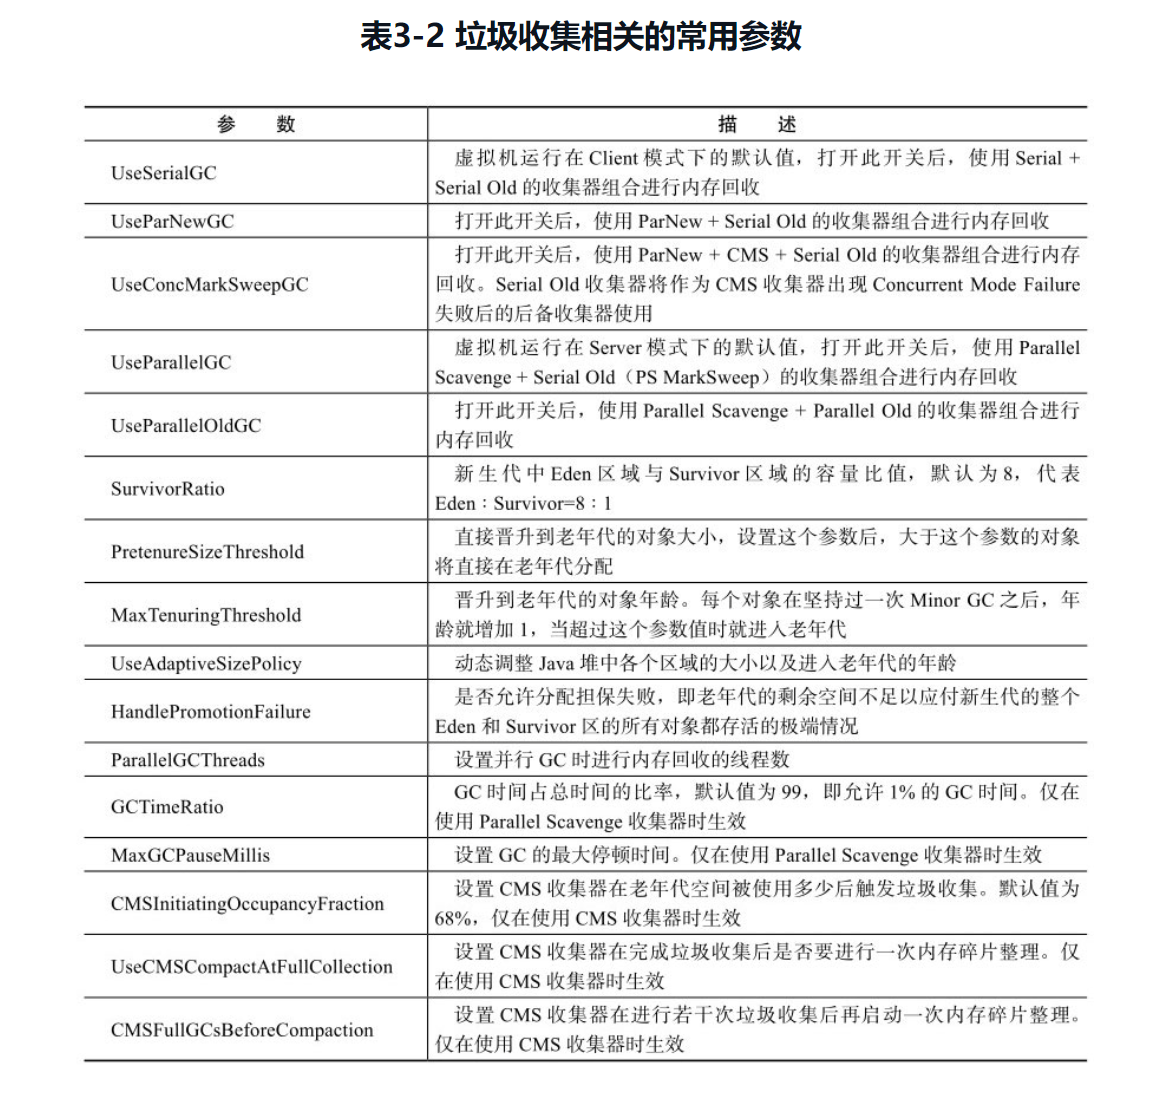 表3-2 垃圾收集相关的常用参数
参 数
描 述
UseSerialGC
虚拟机运行在 Client 模式下的默认值，打开此开关后，使用 Serial +
Serial Old 的收集器组合进行内存回收
UseParNewGC
打开此开关后，使用 ParNew + Serial Old 的收集器组合进行内存回收
UseConcMarkSweepGC
打开此开关后，使用 ParNew + CMS + Serial Old 的收集器组合进行内存
回收。Serial Old 收集器将作为 CMS 收集器出现 Concurrent Mode Failure
失败后的后备收集器使用
UseParallelGC
虚拟机运行在 Server 模式下的默认值，打开此开关后，使用 Parallel
Scavenge + Serial Old（PS MarkSweep）的收集器组合进行内存回收
UseParallelOldGC
打开此开关后，使用 Parallel Scavenge + Parallel Old 的收集器组合进行
内存回收
SurvivorRatio
新生代中 Eden 区域与 Survivor 区域的容量比值，默认为 8，代表
Eden：Survivor=8：1
PretenureSizeThreshold
直接晋升到老年代的对象大小，设置这个参数后，大于这个参数的对象
将直接在老年代分配
MaxTenuringThreshold
晋升到老年代的对象年龄。每个对象在坚持过一次 Minor GC 之后，年
龄就增加 1，当超过这个参数值时就进入老年代
UseAdaptiveSizePolicy
动态调整 Java 堆中各个区域的大小以及进入老年代的年龄
HandlePromotionFailure
是否允许分配担保失败，即老年代的剩余空间不足以应付新生代的整个
Eden 和 Survivor 区的所有对象都存活的极端情况
ParallelGCThreads
设置并行 GC 时进行内存回收的线程数
GCTimeRatio
GC 时间占总时间的比率，默认值为 99，即允许 1% 的 GC 时间。仅在
使用 Parallel Scavenge 收集器时生效
MaxGCPauseMillis
设置 GC 的最大停顿时间。仅在使用 Parallel Scavenge 收集器时生效
CMSInitiatingOccupancyFraction
设置 CMS 收集器在老年代空间被使用多少后触发垃圾收集。默认值为
68%，仅在使用 CMS 收集器时生效
UseCMSCompactAtFullCollection
设置 CMS 收集器在完成垃圾收集后是否要进行一次内存碎片整理。仅
在使用 CMS 收集器时生效
CMSFullGCsBeforeCompaction
设置 CMS 收集器在进行若干次垃圾收集后再启动一次内存碎片整理。
仅在使用 CMS 收集器时生效